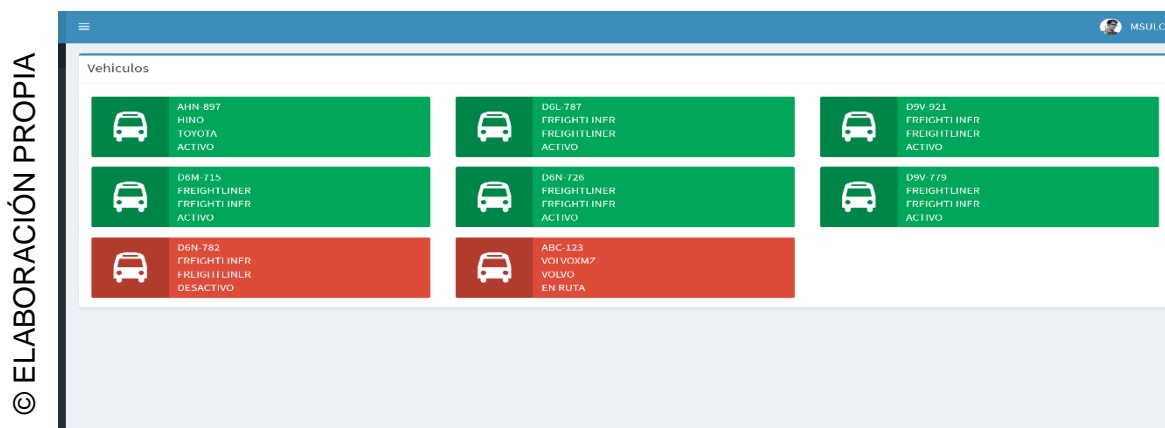 © ELABORACIÓN PROPIA
MSULC
Vehiculos
AHN-897
HINO
TOYOTA
ACTIVO
D6L-787
FREIGHTLINER
FREIGHTLINER
ACTIVO
D9V-921
FREIGHTLINER
FREIGHTLINER
ACTIVO
D6M-715
FREIGHTLINER
FREIGHTLINER
ACTIVO
D6N-726
FREIGHTLINER
FREIGHTLINER
ACTIVO
D9V-779
FREIGHTLINER
FREIGHTLINER
ACTIVO
D6N-782
FREIGHTLINER
FREIGHTLINER
DESACTIVO
ABC-123
VOLVOXMZ
VOLVO
EN RUTA